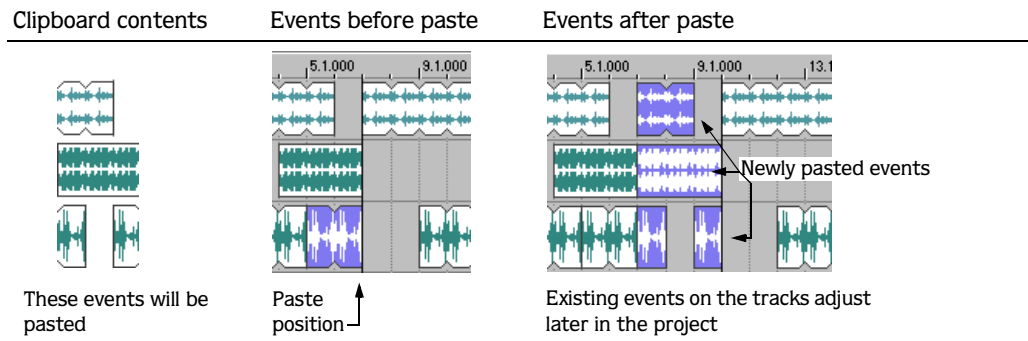 Clipboard contents
Events before paste
Events after paste
5.1.000
9.1.000
5.1.000
9.1.000
13.1
Newly pasted events
These events will be
pasted
Paste
position
Existing events on the tracks adjust
later in the project